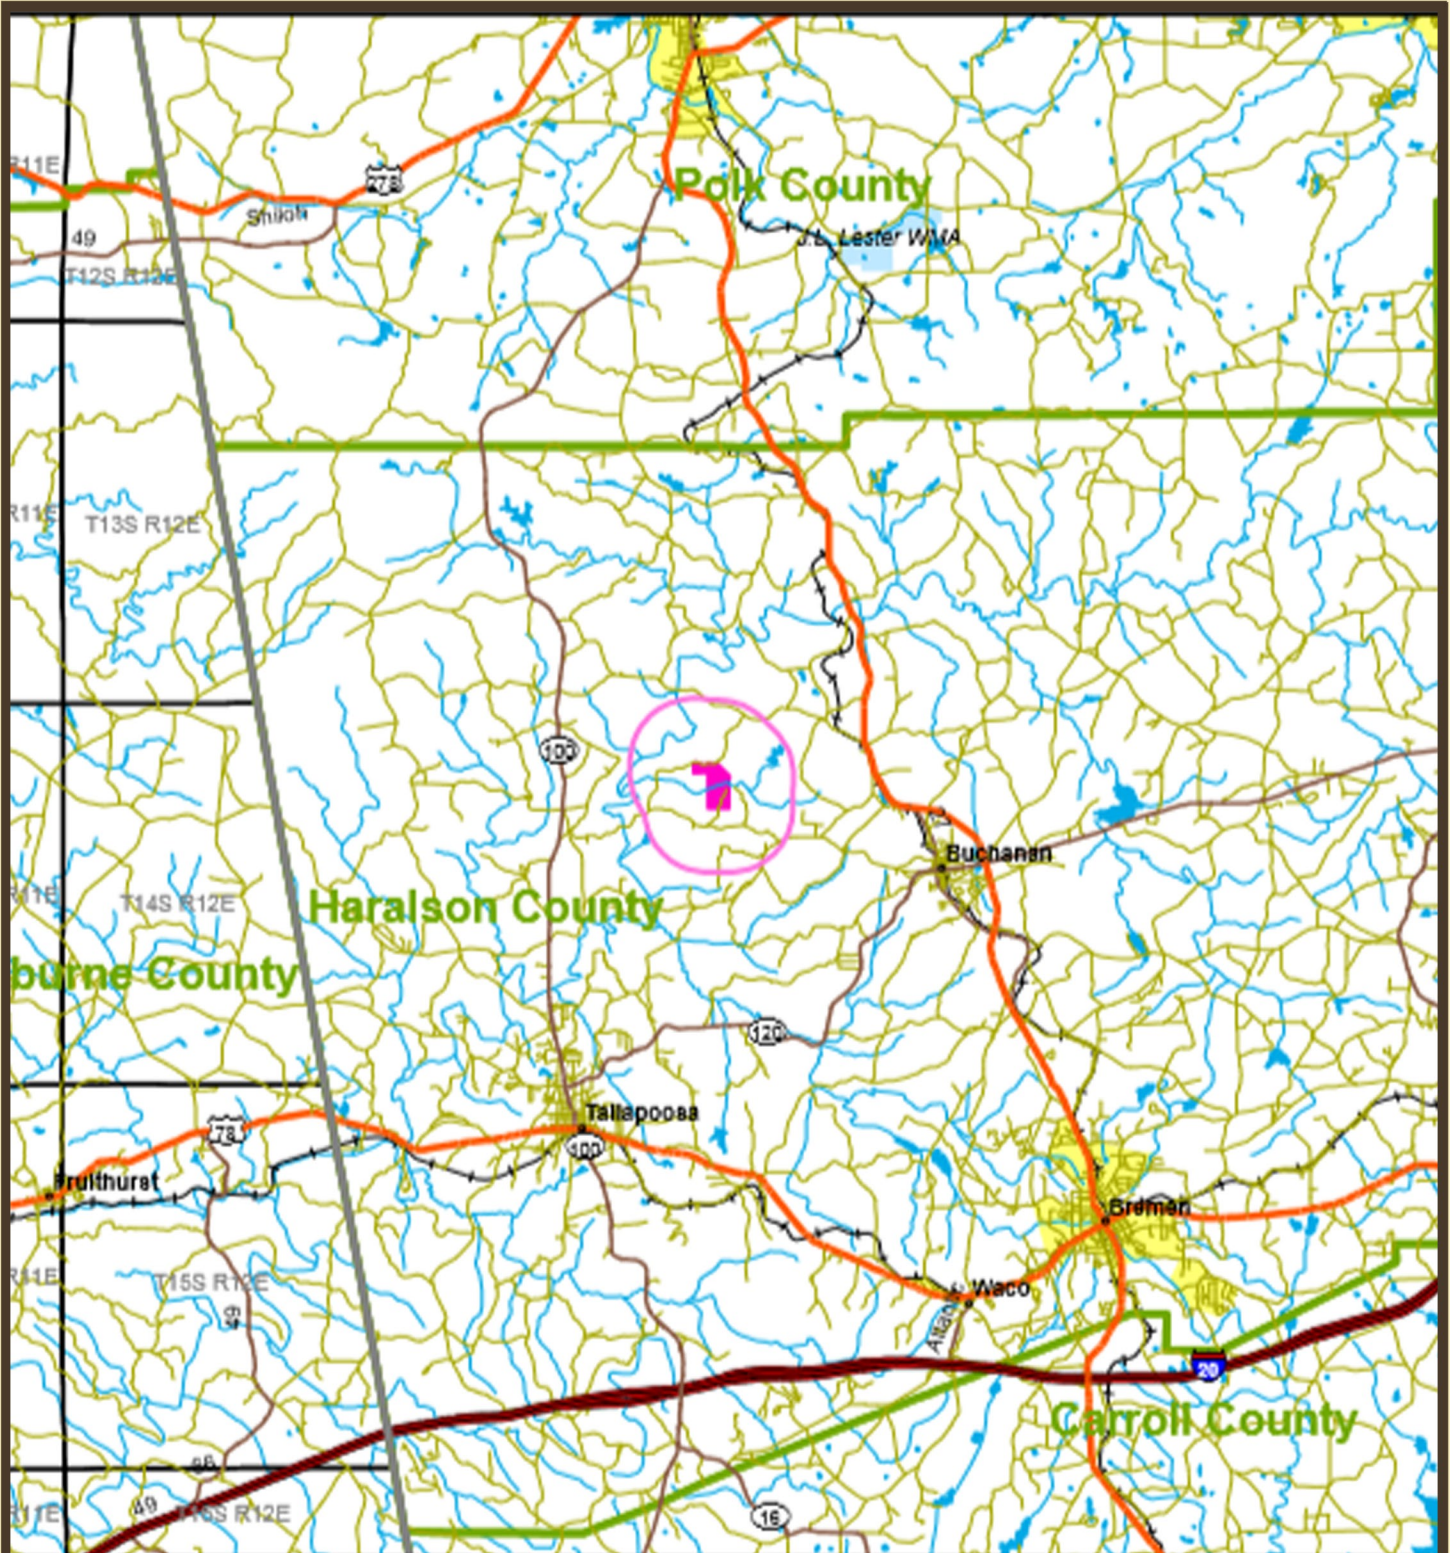 R11E
278
Polk County
Shiloh
49
J.L. Lester WMA
T12S R12E
R11E
T13S R12E
100
Buchanan
R11E
T14S R12E
Haralson County
burne County
120
Tallapoosa
78
100
Fruithurst
Bremen
R11E
T15S R12E
Waco
49
20
Carroll County
49
R11E
R12E
16